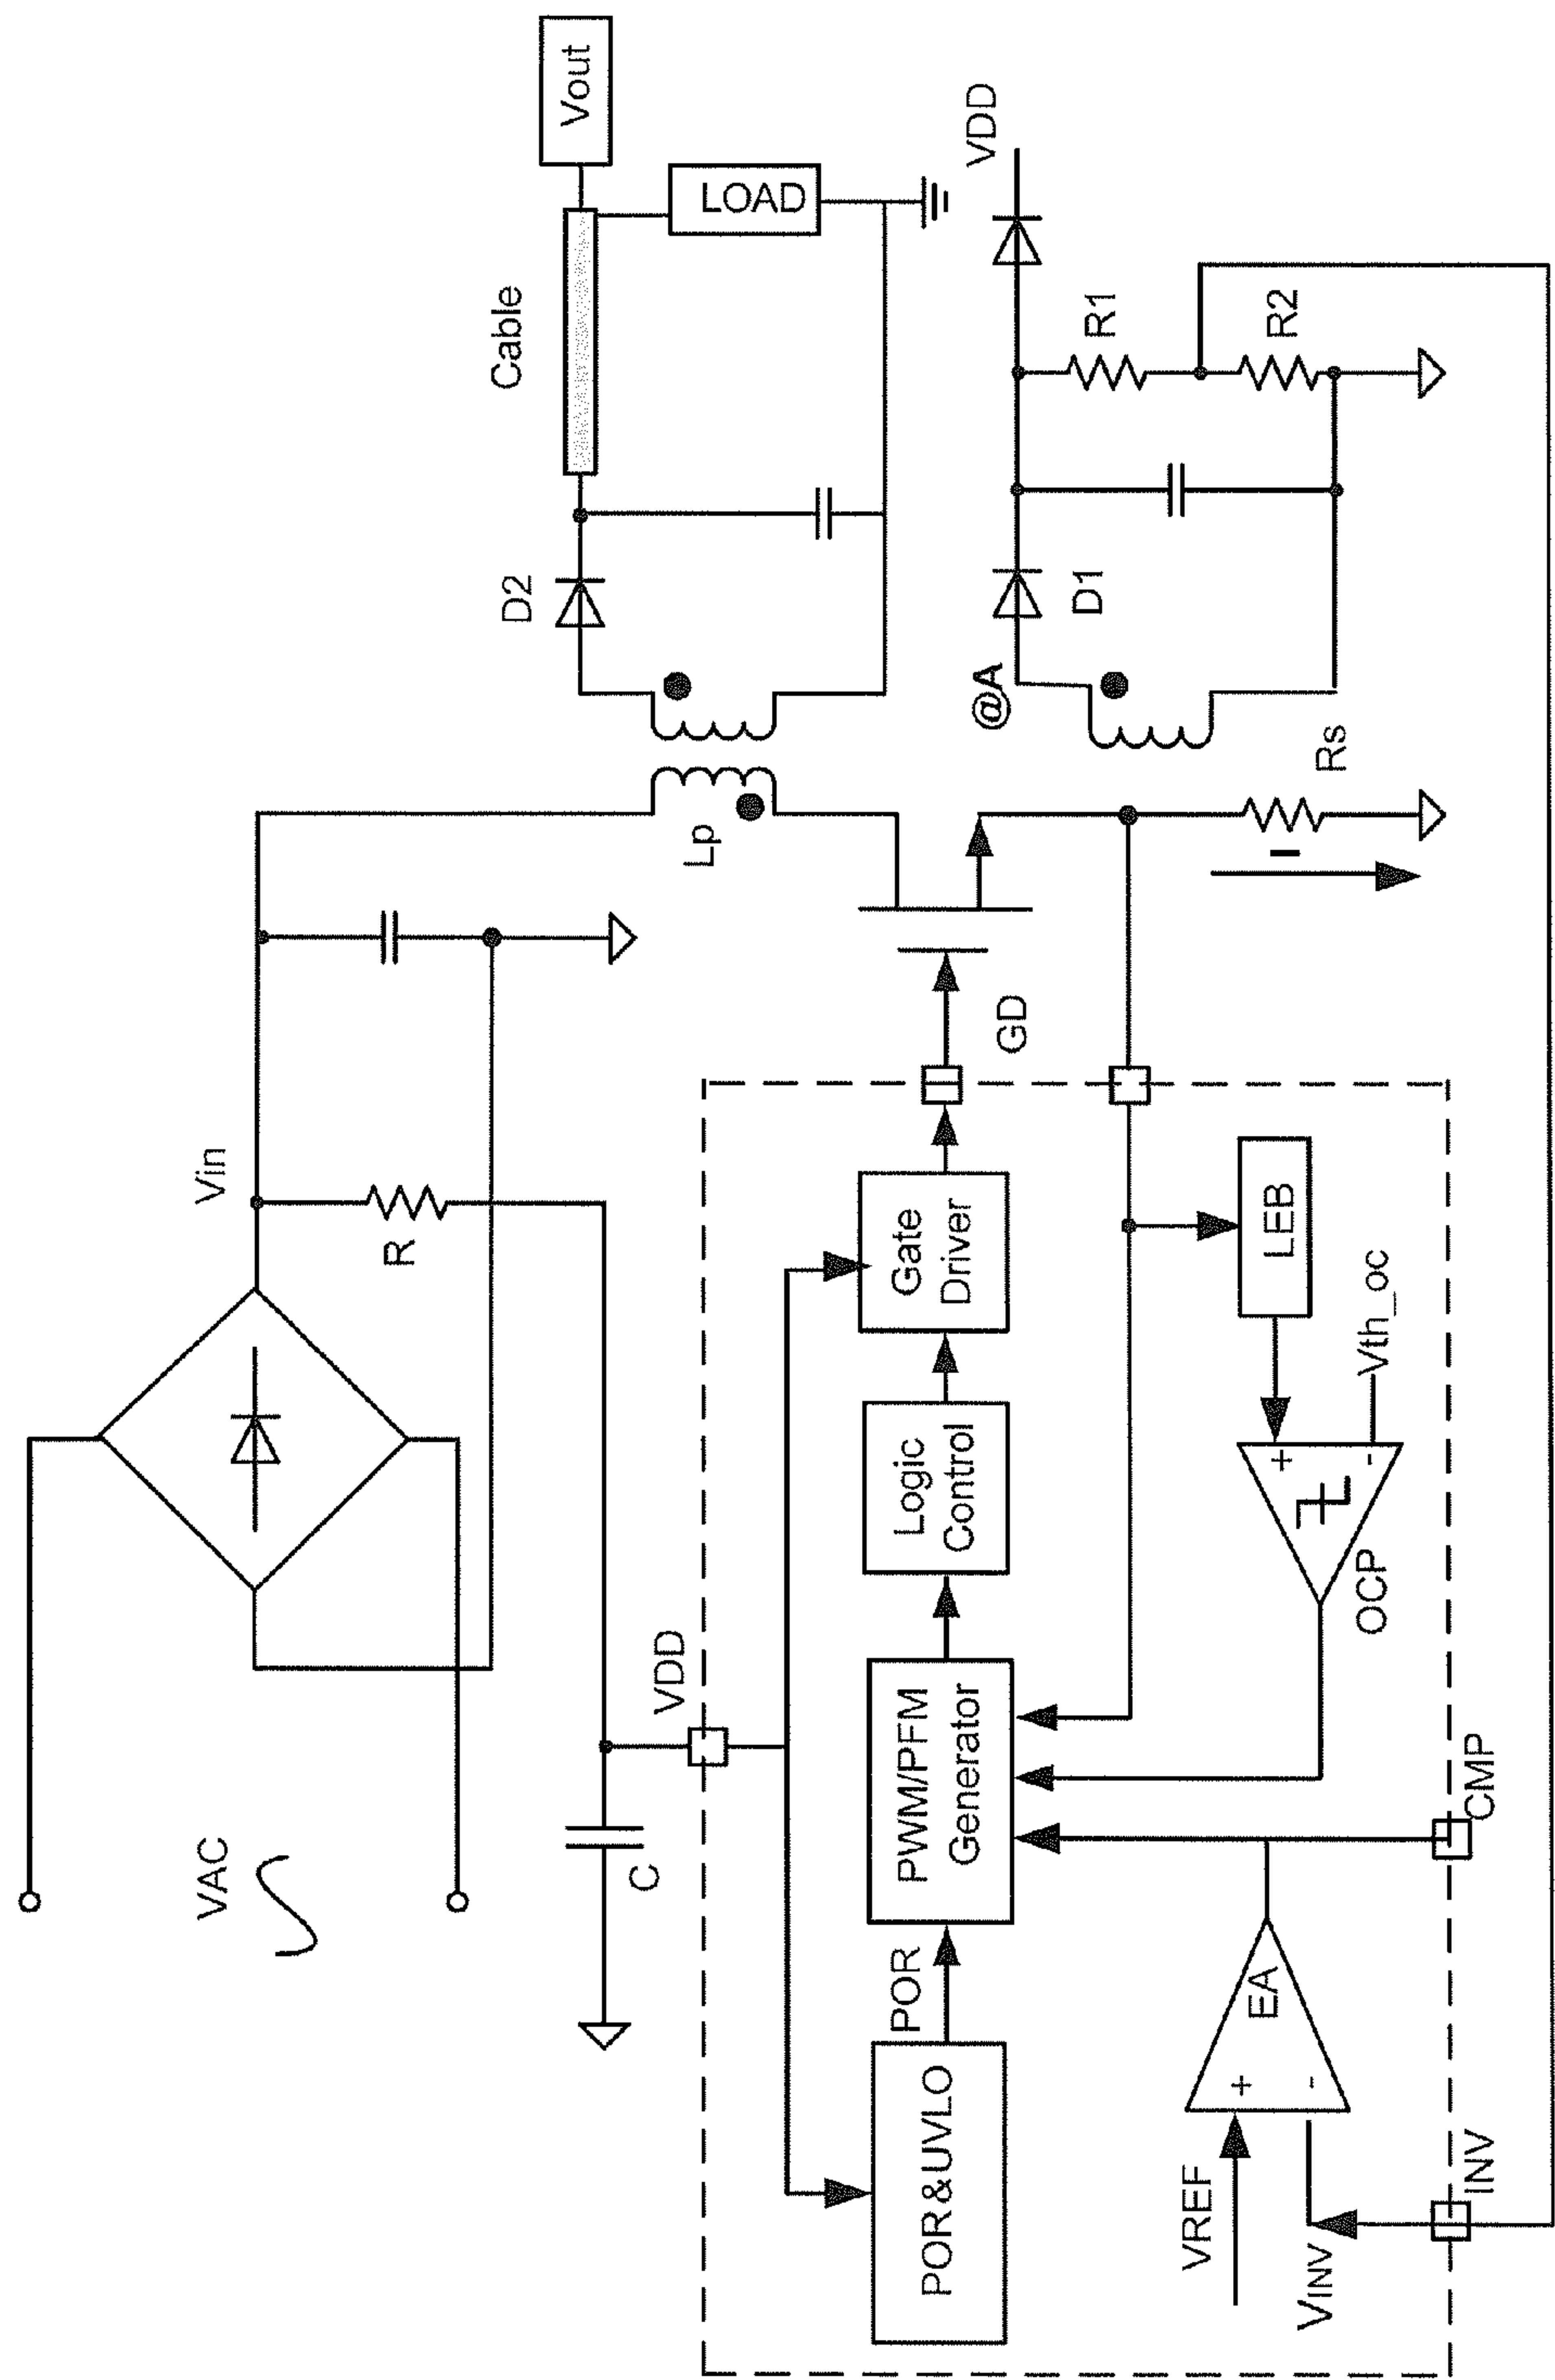 VAC
Vin
R
C
VDD
Lp
D2
Cable
Vout
LOAD
@A
D1
VDD
R1
R2
Rs
I
GD
POR&UVLO
POR
PWM/PFM
Generator
Logic
Control
Gate
Driver
LEB
Vth_oc
+
-
OCP
EA
+
-
VREF
VINV
INV
CMP